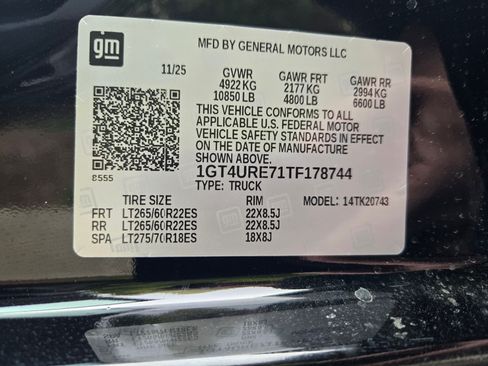 gm
MFD BY GENERAL MOTORS LLC
11/25 GVWR GAWR FRT GAWR RR
4922 KG 2177 KG 2994 KG
10850 LB 4800 LB 6600 LB
THIS VEHICLE CONFORMS TO ALL
APPLICABLE U.S. FEDERAL MOTOR
VEHICLE SAFETY STANDARDS IN EFFECT
ON THE DATE OF MANUFACTURE
SHOWN ABOVE.
8555
1GT4URE71TF178744
TYPE: TRUCK
MODEL: 14TK20743
TIRE SIZE RIM
FRT LT265/60R22ES 22X8.5J
RR LT265/60R22ES 22X8.5J
SPA LT275/70R18ES 18X8J